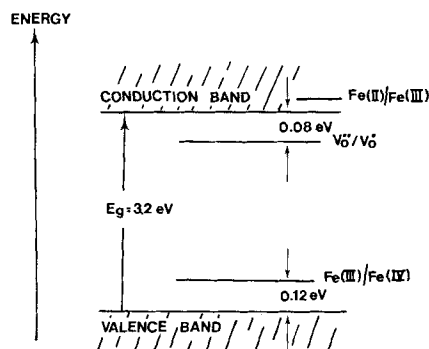 ENERGY
Fe(II)/Fe(III)
CONDUCTION BAND
0.08 eV
V_O^{••}/V_O^•
Eg = 3.2 eV
Fe(III)/Fe(IV)
0.12 eV
VALENCE BAND